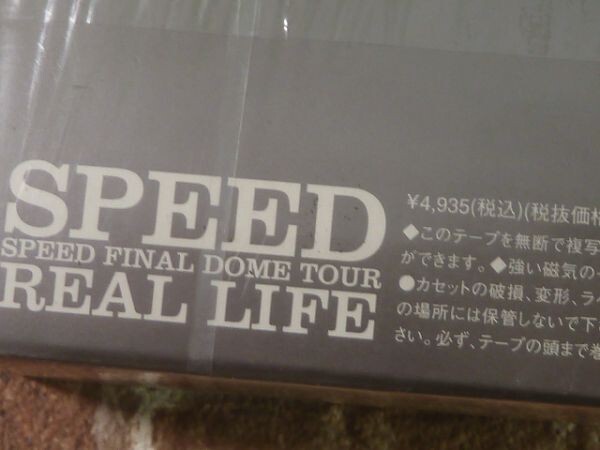 SPEED
SPEED FINAL DOME TOUR
REAL LIFE
¥4,935(税込)(税抜価格
◆このテープを無断で複写
ができます。◆強い磁気の
●カセットの破損、変形、ラベ
の場所には保管しないで下
さい。必ず、テープの頭まで巻